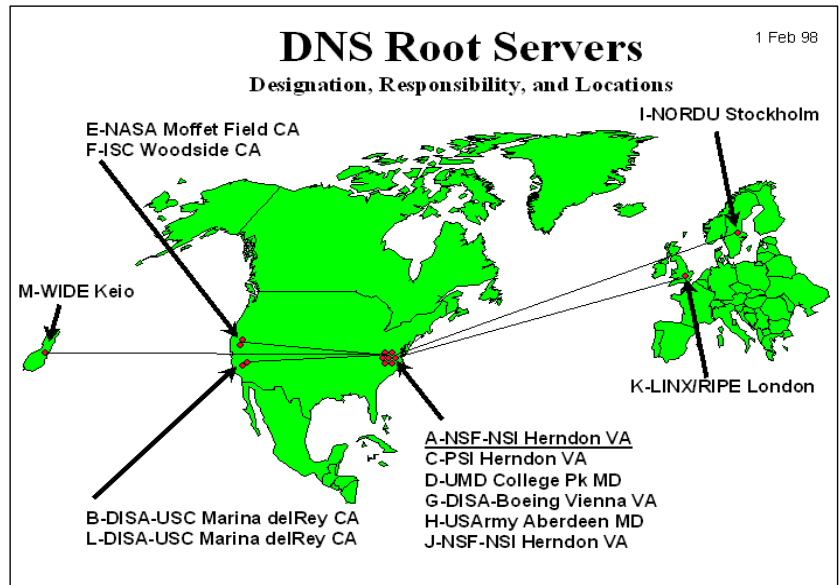 DNS Root Servers
1 Feb 98
Designation, Responsibility, and Locations
E-NASA Moffet Field CA
F-ISC Woodside CA
I-NORDU Stockholm
M-WIDE Keio
K-LINX/RIPE London
A-NSF-NSI Herndon VA
C-PSI Herndon VA
D-UMD College Pk MD
G-DISA-Boeing Vienna VA
H-USArmy Aberdeen MD
J-NSF-NSI Herndon VA
B-DISA-USC Marina delRey CA
L-DISA-USC Marina delRey CA